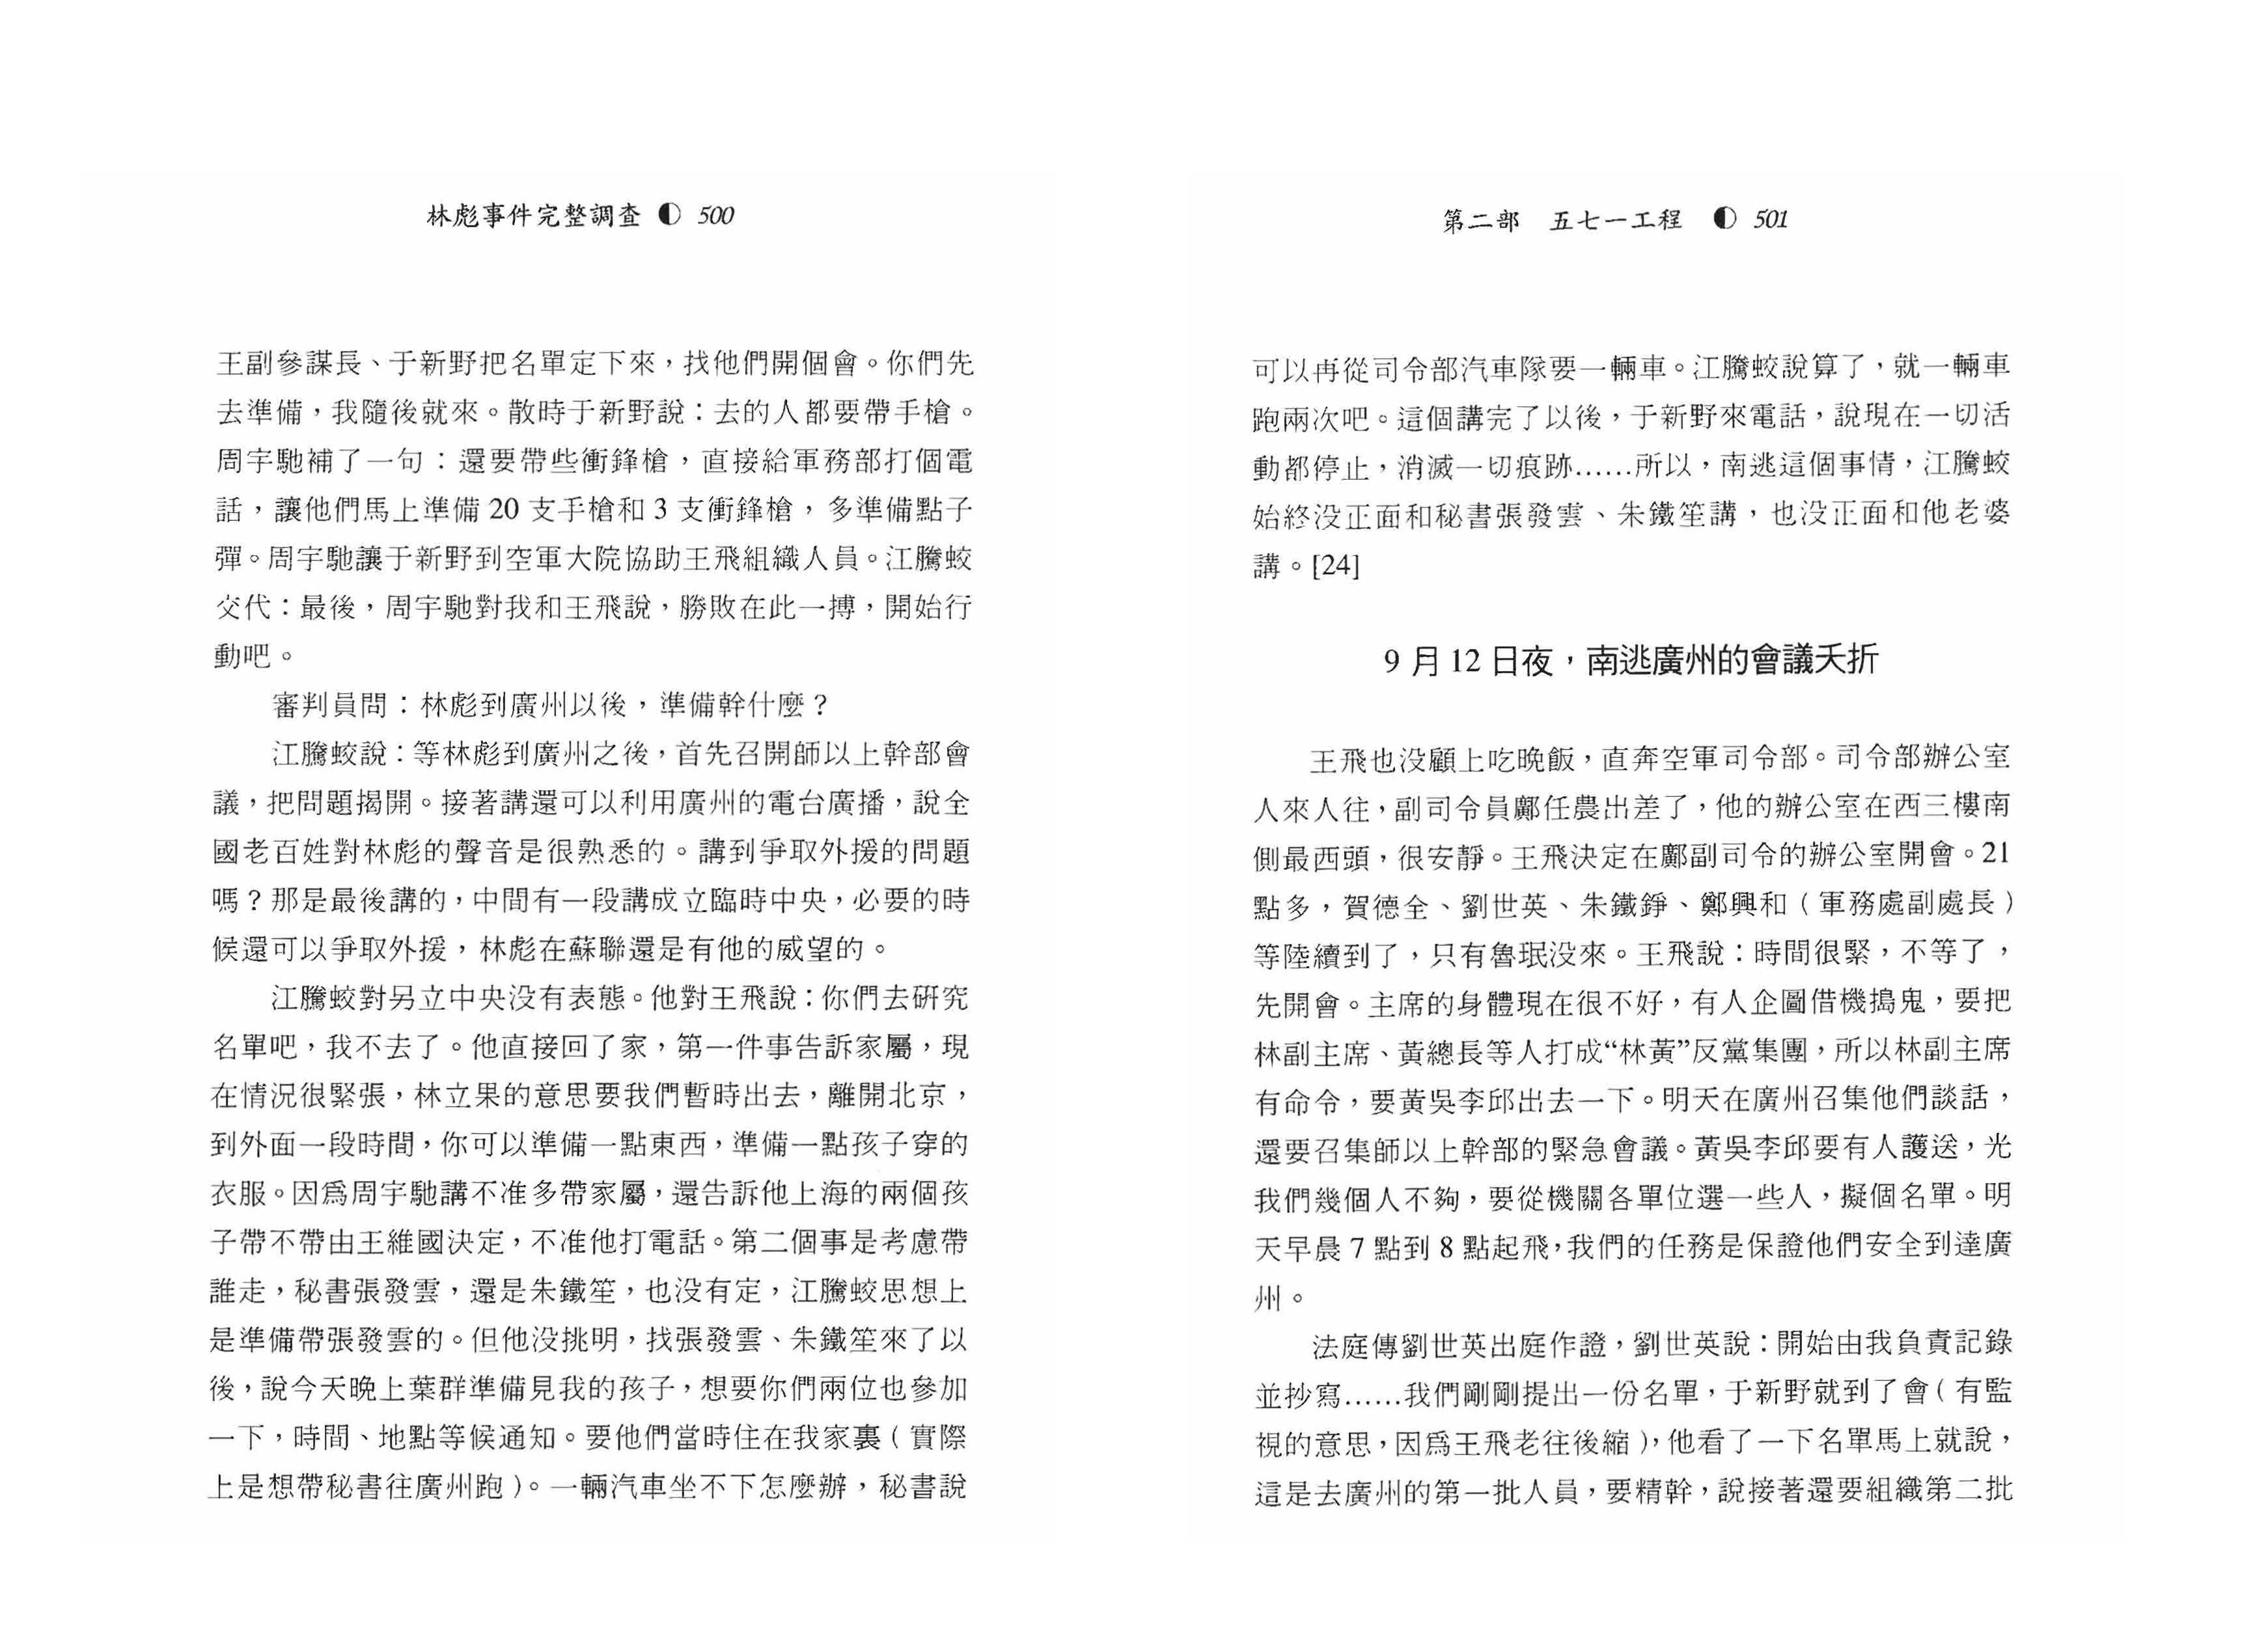 林彪事件完整調查 ◐ 500
王副參謀長、于新野把名單定下來，找他們開個會。你們先
去準備，我隨後就來。散時于新野說：去的人都要帶手槍。
周宇馳補了一句：還要帶些衝鋒槍，直接給軍務部打個電
話，讓他們馬上準備 20 支手槍和 3 支衝鋒槍，多準備點子
彈。周宇馳讓于新野到空軍大院協助王飛組織人員。江騰蛟
交代：最後，周宇馳對我和王飛說，勝敗在此一搏，開始行
動吧。
審判員問：林彪到廣州以後，準備幹什麼？
江騰蛟說：等林彪到廣州之後，首先召開師以上幹部會
議，把問題揭開。接著講還可以利用廣州的電台廣播，說全
國老百姓對林彪的聲音是很熟悉的。講到爭取外援的問題
嗎？那是最後講的，中間有一段講成立臨時中央，必要的時
候還可以爭取外援，林彪在蘇聯還是有他的威望的。
江騰蛟對另立中央没有表態。他對王飛說：你們去研究
名單吧，我不去了。他直接回了家，第一件事告訴家屬，現
在情況很緊張，林立果的意思要我們暫時出去，離開北京，
到外面一段時間，你可以準備一點東西，準備一點孩子穿的
衣服。因爲周宇馳講不准多帶家屬，還告訴他上海的兩個孩
子帶不帶由王維國決定，不准他打電話。第二個事是考慮帶
誰走，秘書張發雲，還是朱鐵笙，也没有定，江騰蛟思想上
是準備帶張發雲的。但他没挑明，找張發雲、朱鐵笙來了以
後，說今天晚上葉群準備見我的孩子，想要你們兩位也參加
一下，時間、地點等候通知。要他們當時住在我家裏（實際
上是想帶秘書往廣州跑）。一輛汽車坐不下怎麼辦，秘書說
第二部　五七一工程 ◐ 501
可以再從司令部汽車隊要一輛車。江騰蛟說算了，就一輛車
跑兩次吧。這個講完了以後，于新野來電話，說現在一切活
動都停止，消滅一切痕跡……所以，南逃這個事情，江騰蛟
始終没正面和秘書張發雲、朱鐵笙講，也没正面和他老婆
講。[24]
9 月 12 日夜，南逃廣州的會議夭折
王飛也没顧上吃晚飯，直奔空軍司令部。司令部辦公室
人來人往，副司令員鄺任農出差了，他的辦公室在西三樓南
側最西頭，很安靜。王飛決定在鄺副司令的辦公室開會。21
點多，賀德全、劉世英、朱鐵錚、鄭興和（軍務處副處長）
等陸續到了，只有魯珉没來。王飛說：時間很緊，不等了，
先開會。主席的身體現在很不好，有人企圖借機搗鬼，要把
林副主席、黃總長等人打成“林黃”反黨集團，所以林副主席
有命令，要黃吳李邱出去一下。明天在廣州召集他們談話，
還要召集師以上幹部的緊急會議。黃吳李邱要有人護送，光
我們幾個人不夠，要從機關各單位選一些人，擬個名單。明
天早晨 7 點到 8 點起飛，我們的任務是保證他們安全到達廣
州。
法庭傳劉世英出庭作證，劉世英說：開始由我負責記錄
並抄寫……我們剛剛提出一份名單，于新野就到了會（有監
視的意思，因爲王飛老往後縮），他看了一下名單馬上就說，
這是去廣州的第一批人員，要精幹，說接著還要組織第二批